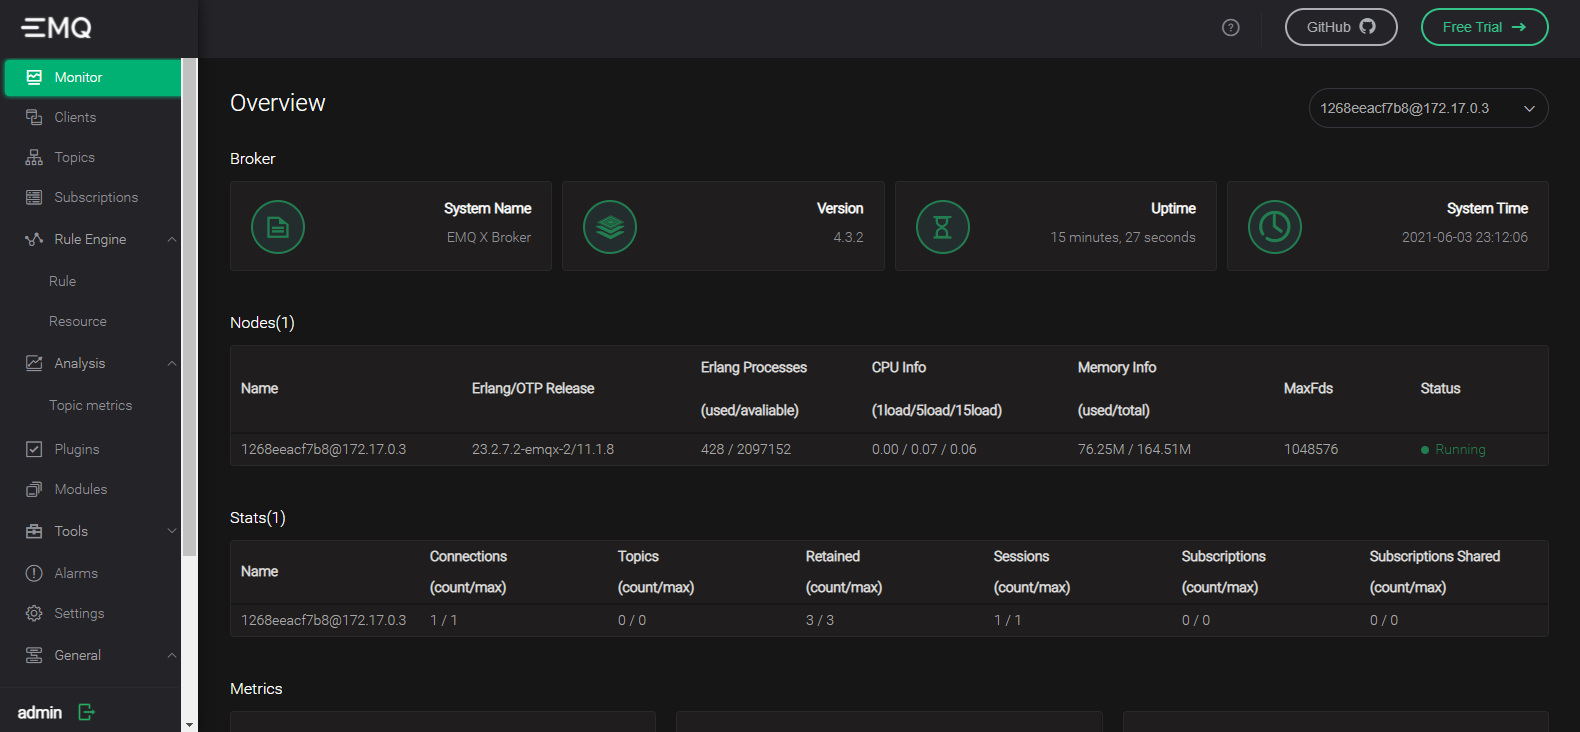 EMQ
GitHub
Free Trial
Monitor
Clients
Topics
Subscriptions
Rule Engine
Rule
Resource
Analysis
Topic metrics
Plugins
Modules
Tools
Alarms
Settings
General
admin
Overview
1268eeacf7b8@172.17.0.3
Broker
System Name
EMQ X Broker
Version
4.3.2
Uptime
15 minutes, 27 seconds
System Time
2021-06-03 23:12:06
Nodes(1)
Name Erlang/OTP Release Erlang Processes CPU Info Memory Info MaxFds Status
(used/avaliable) (1load/5load/15load) (used/total)
1268eeacf7b8@172.17.0.3 23.2.7.2-emqx-2/11.1.8 428 / 2097152 0.00 / 0.07 / 0.06 76.25M / 164.51M 1048576 Running
Stats(1)
Name Connections Topics Retained Sessions Subscriptions Subscriptions Shared
(count/max) (count/max) (count/max) (count/max) (count/max) (count/max)
1268eeacf7b8@172.17.0.3 1 / 1 0 / 0 3 / 3 1 / 1 0 / 0 0 / 0
Metrics